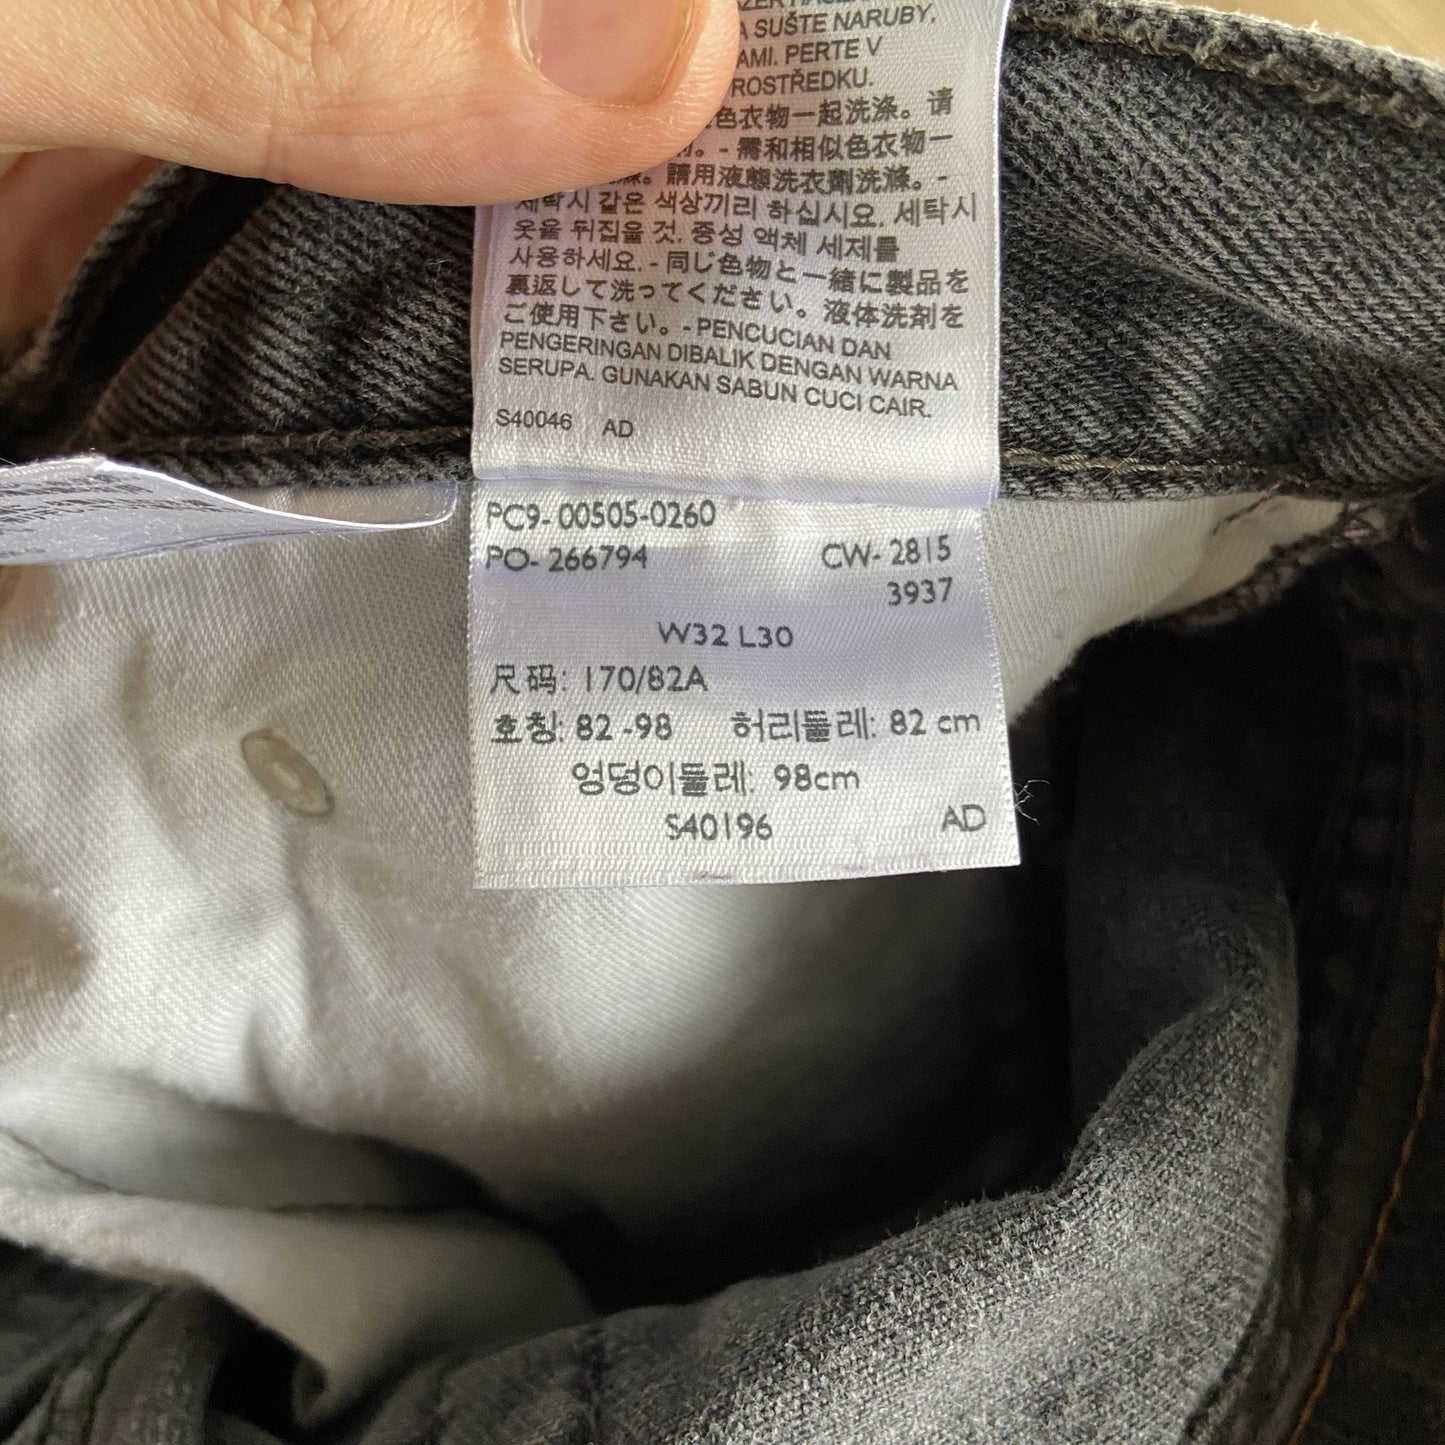 A SUŠTE NARUBY,
AMI. PERTE V
ROSTŘEDKU.
色衣物一起洗涤。请
。- 需和相似色衣物一
滌。請用液態洗衣劑洗滌。-
세탁시 같은 색상끼리 하십시오. 세탁시
옷을 뒤집을 것. 중성 액체 세제를
사용하세요. - 同じ色物と一緒に製品を
裏返して洗ってください。液体洗剤を
ご使用下さい。- PENCUCIAN DAN
PENGERINGAN DIBALIK DENGAN WARNA
SERUPA. GUNAKAN SABUN CUCI CAIR.
S40046 AD
PC9- 00505-0260
PO- 266794 CW- 2815
3937
W32 L30
尺码: 170/82A
호칭: 82 -98 허리둘레: 82 cm
엉덩이둘레: 98cm
S40196 AD